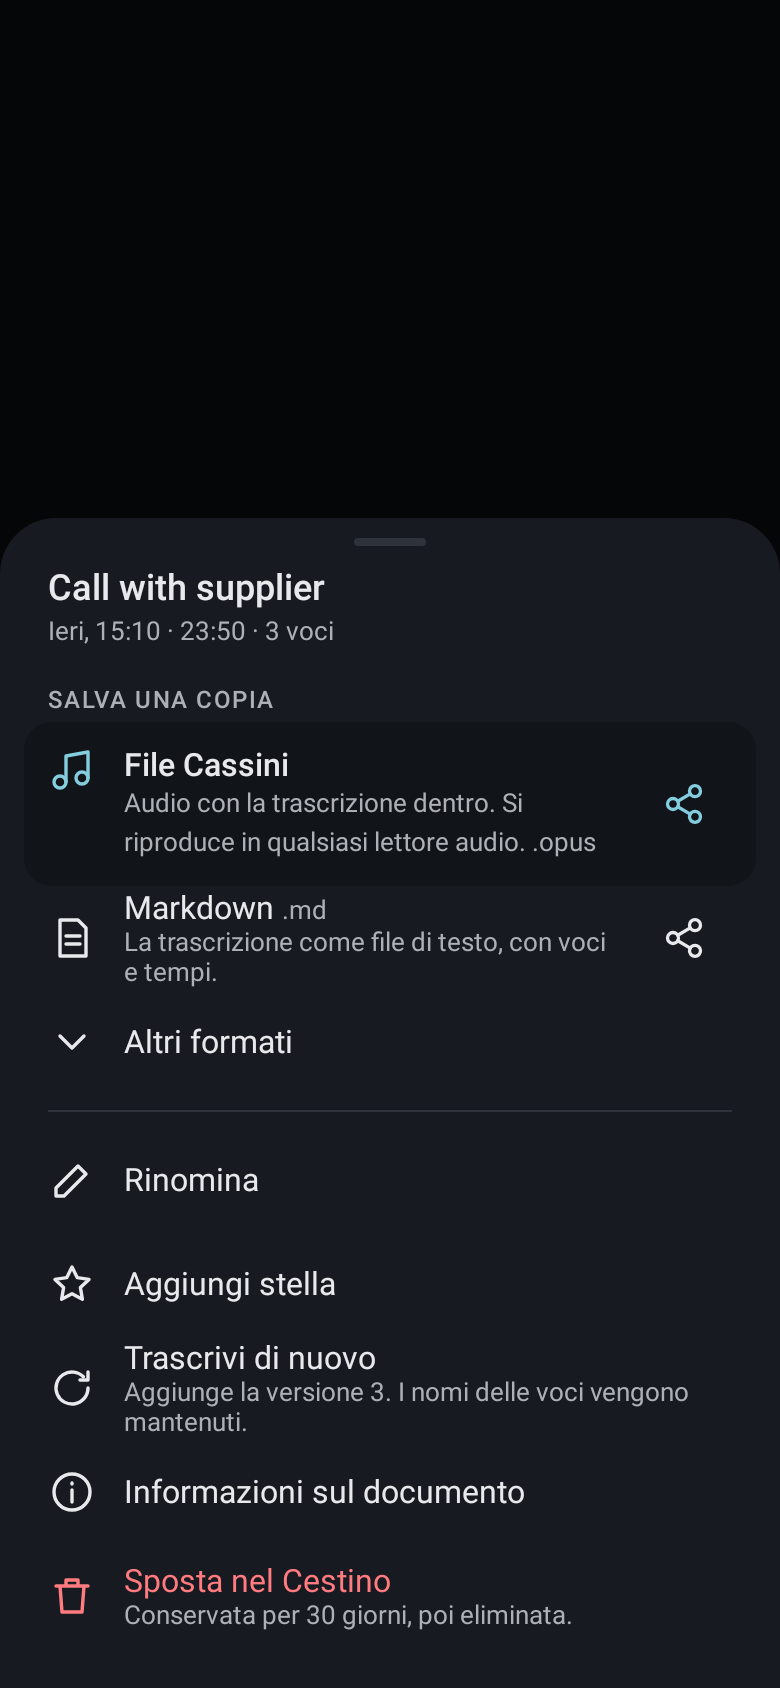 Call with supplier
Ieri, 15:10 · 23:50 · 3 voci
SALVA UNA COPIA
File Cassini
Audio con la trascrizione dentro. Si
riproduce in qualsiasi lettore audio. .opus
Markdown .md
La trascrizione come file di testo, con voci
e tempi.
Altri formati
Rinomina
Aggiungi stella
Trascrivi di nuovo
Aggiunge la versione 3. I nomi delle voci vengono
mantenuti.
Informazioni sul documento
Sposta nel Cestino
Conservata per 30 giorni, poi eliminata.